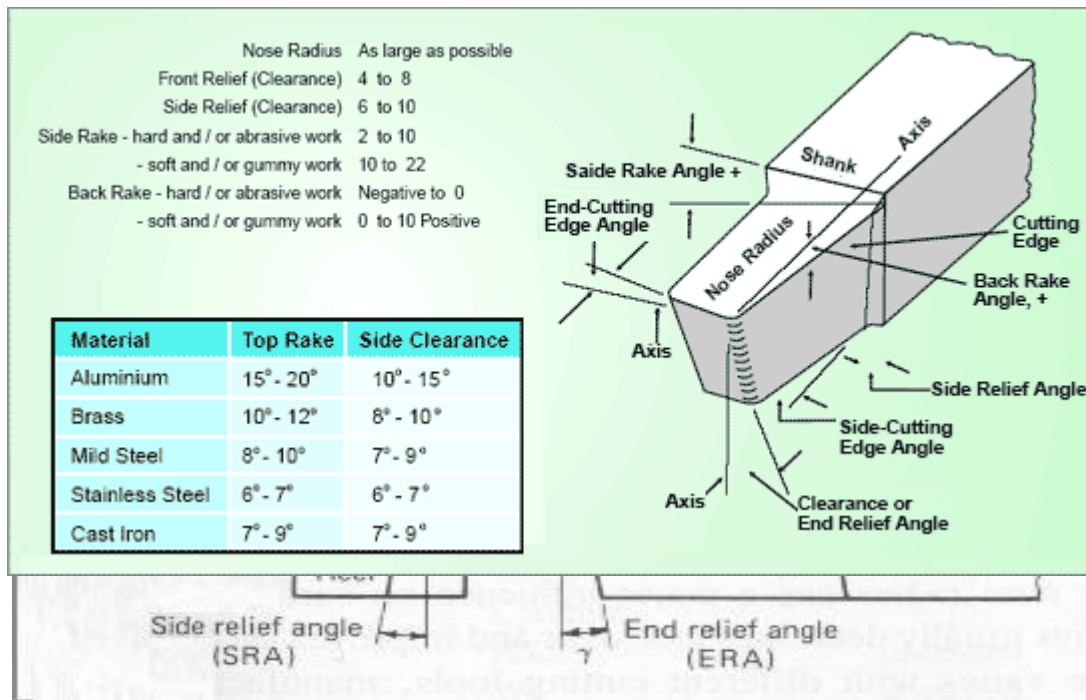 Nose Radius As large as possible
Front Relief (Clearance) 4 to 8
Side Relief (Clearance) 6 to 10
Side Rake - hard and / or abrasive work 2 to 10
- soft and / or gummy work 10 to 22
Back Rake - hard / or abrasive work Negative to 0
- soft and / or gummy work 0 to 10 Positive
Axis
Shank
Saide Rake Angle +
End-Cutting
Edge Angle
Nose Radius
Cutting
Edge
Back Rake
Angle, +
Axis
Side Relief Angle
Side-Cutting
Edge Angle
Axis
Clearance or
End Relief Angle
Material Top Rake Side Clearance
Aluminium 15°- 20° 10°- 15°
Brass 10°- 12° 8°- 10°
Mild Steel 8°- 10° 7°- 9°
Stainless Steel 6°- 7° 6°- 7°
Cast Iron 7°- 9° 7°- 9°
Side relief angle
(SRA)
End relief angle
(ERA)